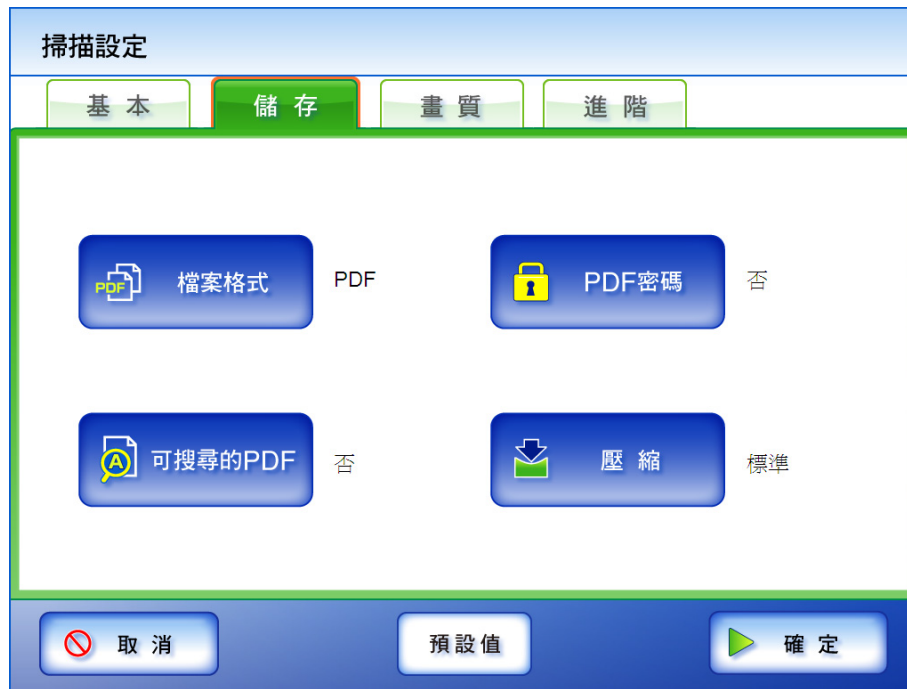 掃描設定
基本 儲存 畫質 進階
PDF 檔案格式 PDF PDF密碼 否
A 可搜尋的PDF 否 壓縮 標準
取消 預設值 確定